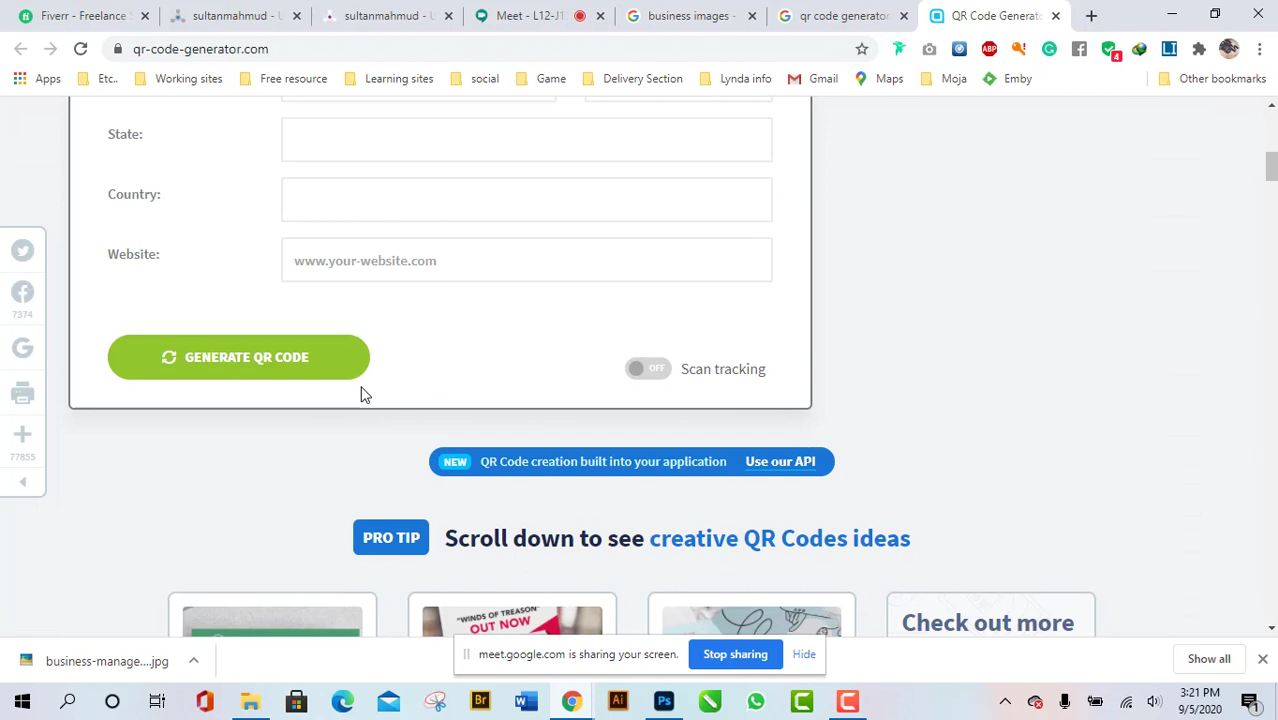 Fiverr - Freelance S
sultanmahmud - U
sultanmahmud - U
Meet - L12-J1
business images
qr code generator
QR Code Generat
qr-code-generator.com
4
Apps
Etc..
Working sites
Free resource
Learning sites
social
Game
Delivery Section
Lynda info
Gmail
Maps
Moja
Emby
Other bookmarks
State:
Country:
Website:
www.your-website.com
GENERATE QR CODE
OFF
Scan tracking
7374
77855
NEW
QR Code creation built into your application
Use our API
PRO TIP
Scroll down to see creative QR Codes ideas
"WINDS OF TREASON"
OUT NOW
Check out more
business-manage....jpg
meet.google.com is sharing your screen.
Stop sharing
Hide
Show all
3:21 PM
9/5/2020